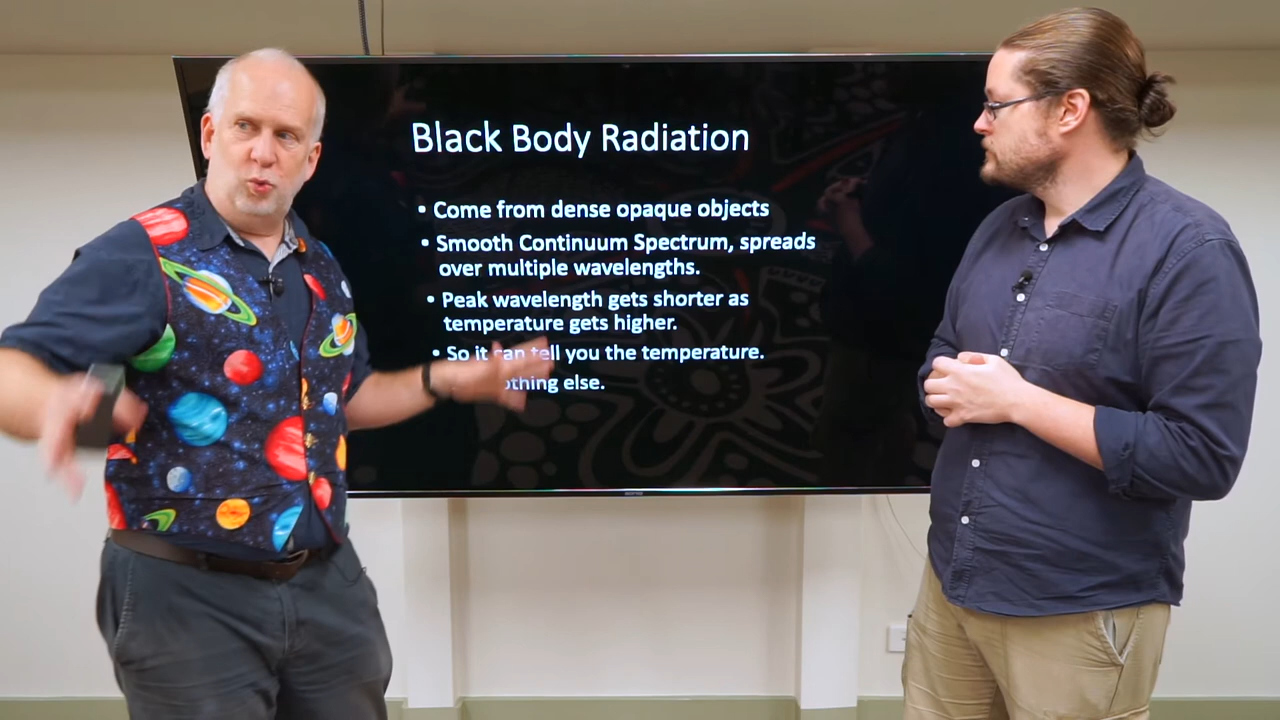 Black Body Radiation
• Come from dense opaque objects
• Smooth Continuum Spectrum, spreads
over multiple wavelengths.
• Peak wavelength gets shorter as
temperature gets higher.
• So it can tell you the temperature.
othing else.